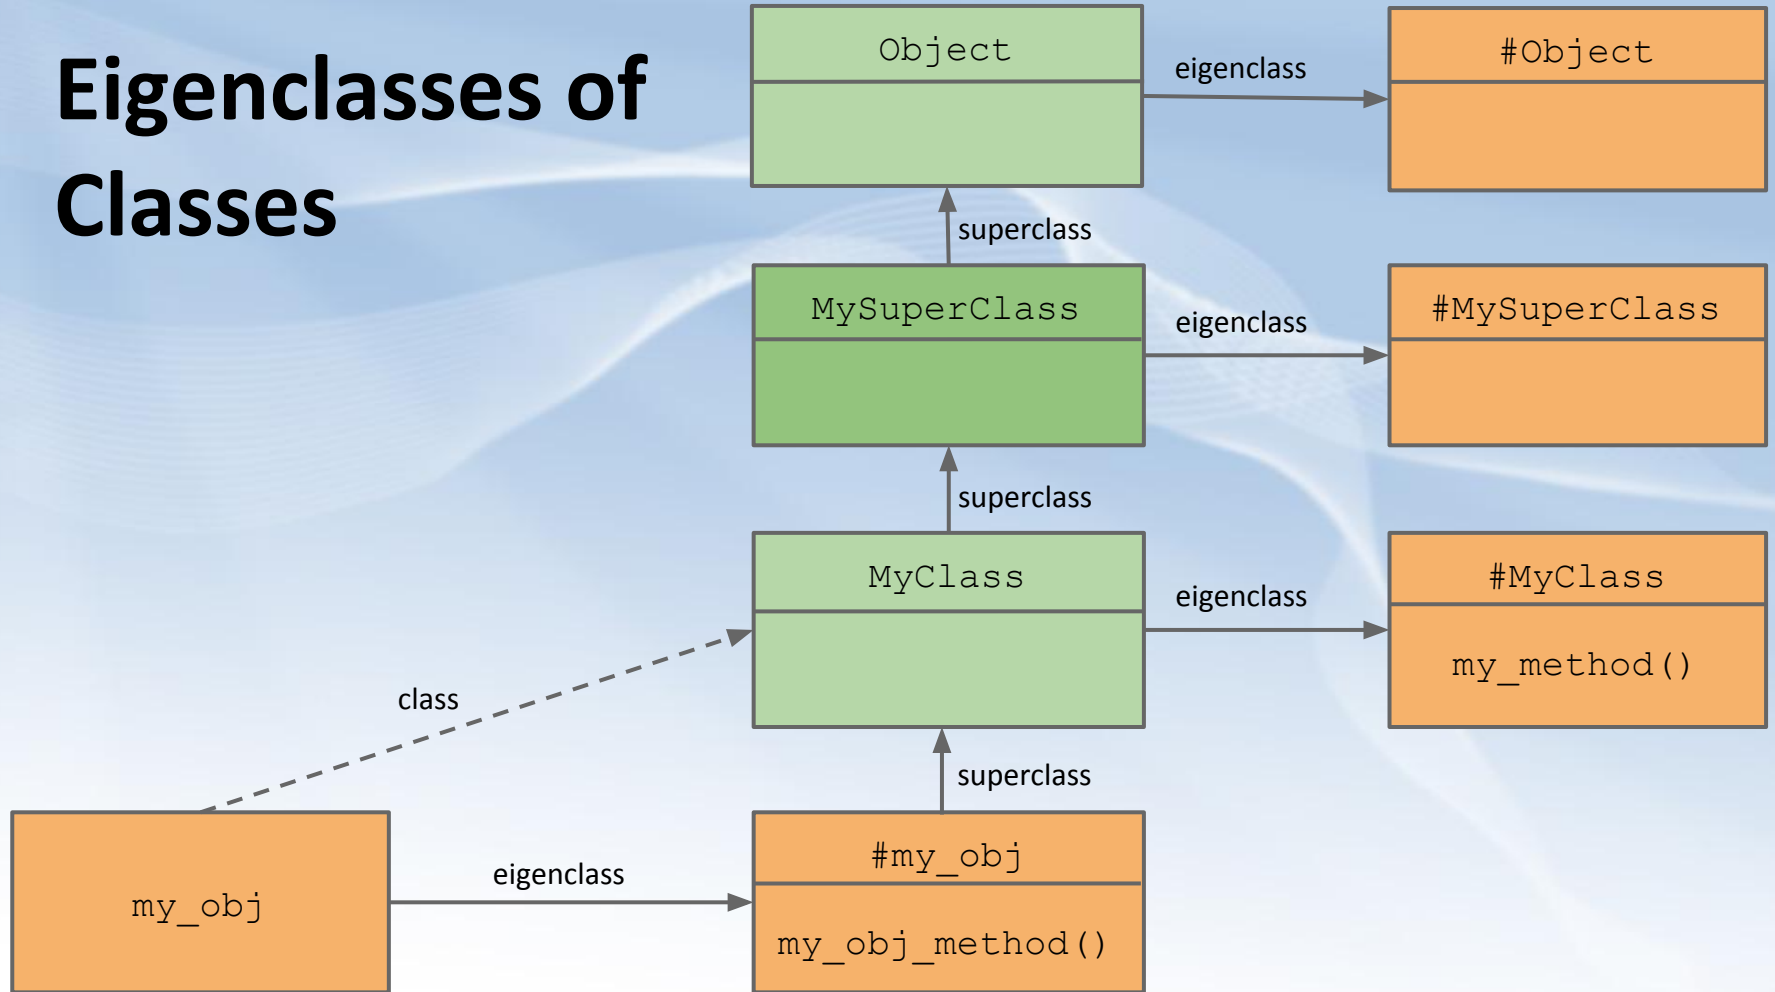 Eigenclasses of
Classes
Object
eigenclass
#Object
superclass
MySuperClass
eigenclass
#MySuperClass
superclass
MyClass
eigenclass
#MyClass
my_method()
class
superclass
my_obj
eigenclass
#my_obj
my_obj_method()